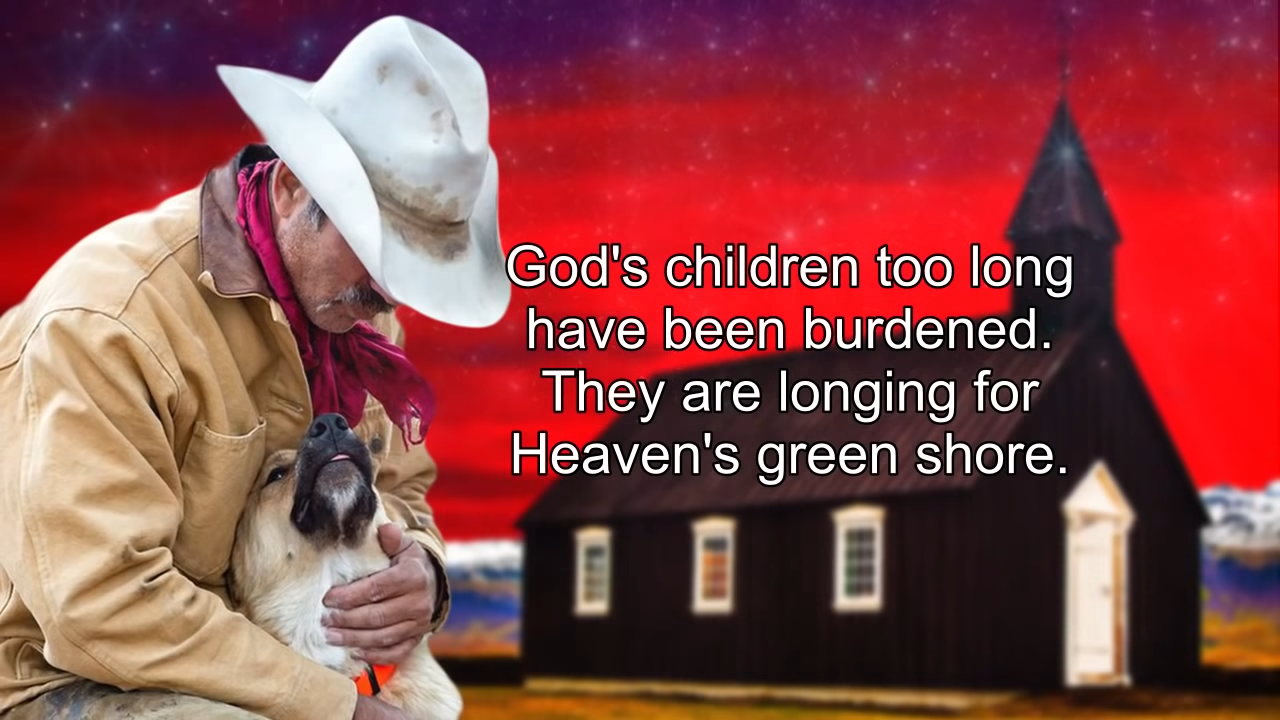 God's children too long
have been burdened.
They are longing for
Heaven's green shore.